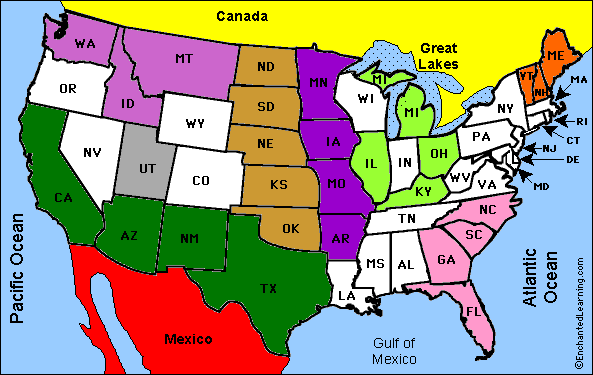 Canada
WA
MT
ND
MN
ME
VT
NH
Great
Lakes
MI
OR
ID
SD
WI
MI
NY
MA
RI
CT
WY
NE
IA
PA
NJ
DE
MD
NV
UT
CO
IL
IN
OH
WV
VA
KS
MO
KY
CA
AZ
NM
OK
AR
TN
NC
SC
TX
MS
AL
GA
LA
FL
Mexico
Gulf of
Mexico
Pacific Ocean
Atlantic
Ocean
©EnchantedLearning.com